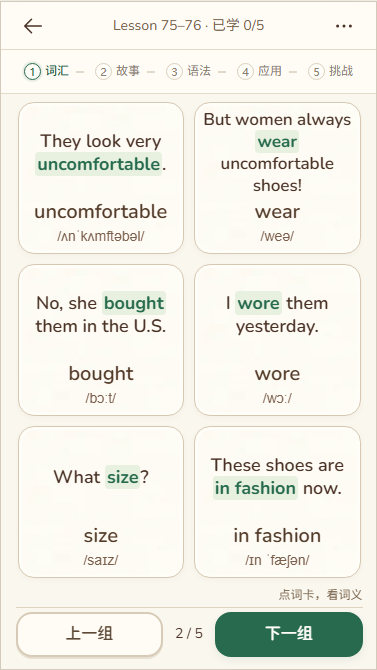 Lesson 75–76 · 已学 0/5
1 词汇 2 故事 3 语法 4 应用 5 挑战
They look very
uncomfortable.
uncomfortable
/ʌnˈkʌmftəbəl/
But women always
wear
uncomfortable
shoes!
wear
/weə/
No, she bought
them in the U.S.
bought
/bɔːt/
I wore them
yesterday.
wore
/wɔː/
What size?
size
/saɪz/
These shoes are
in fashion now.
in fashion
/ɪn ˈfæʃən/
点词卡，看词义
上一组 2 / 5 下一组